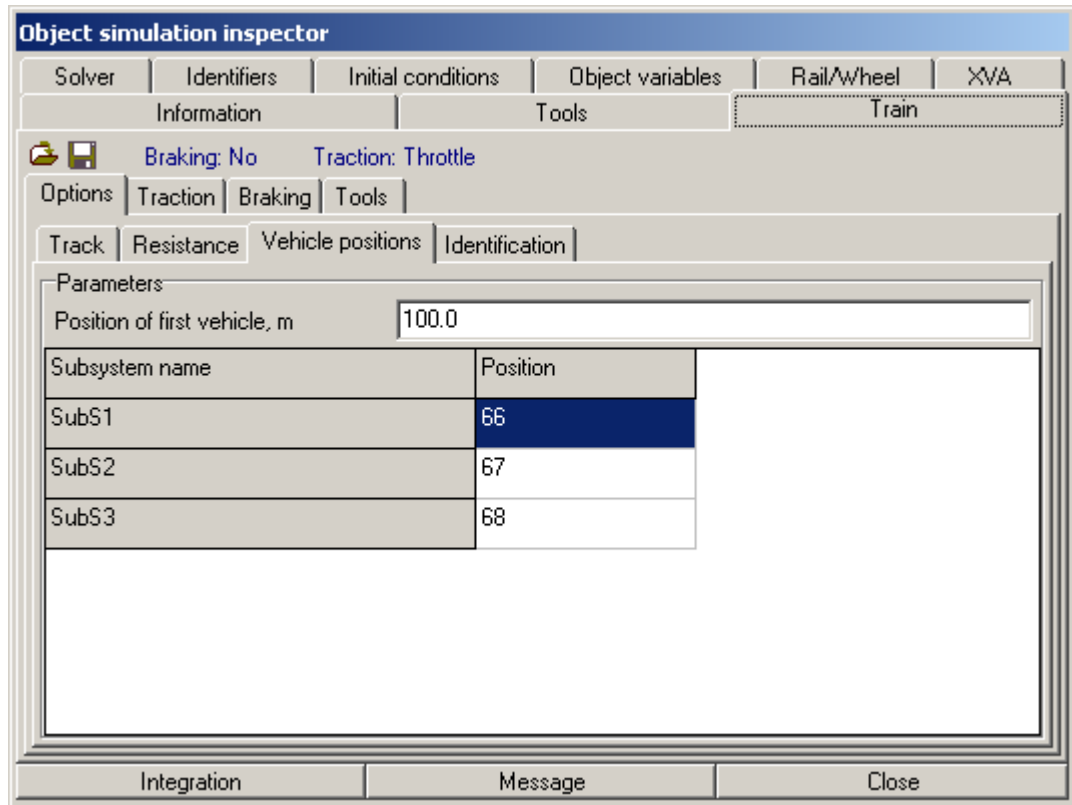 Object simulation inspector
Solver Identifiers Initial conditions Object variables Rail/Wheel XVA
Information Tools Train
Braking: No Traction: Throttle
Options Traction Braking Tools
Track Resistance Vehicle positions Identification
Parameters
Position of first vehicle, m 100.0
Subsystem name Position
SubS1 66
SubS2 67
SubS3 68
Integration Message Close